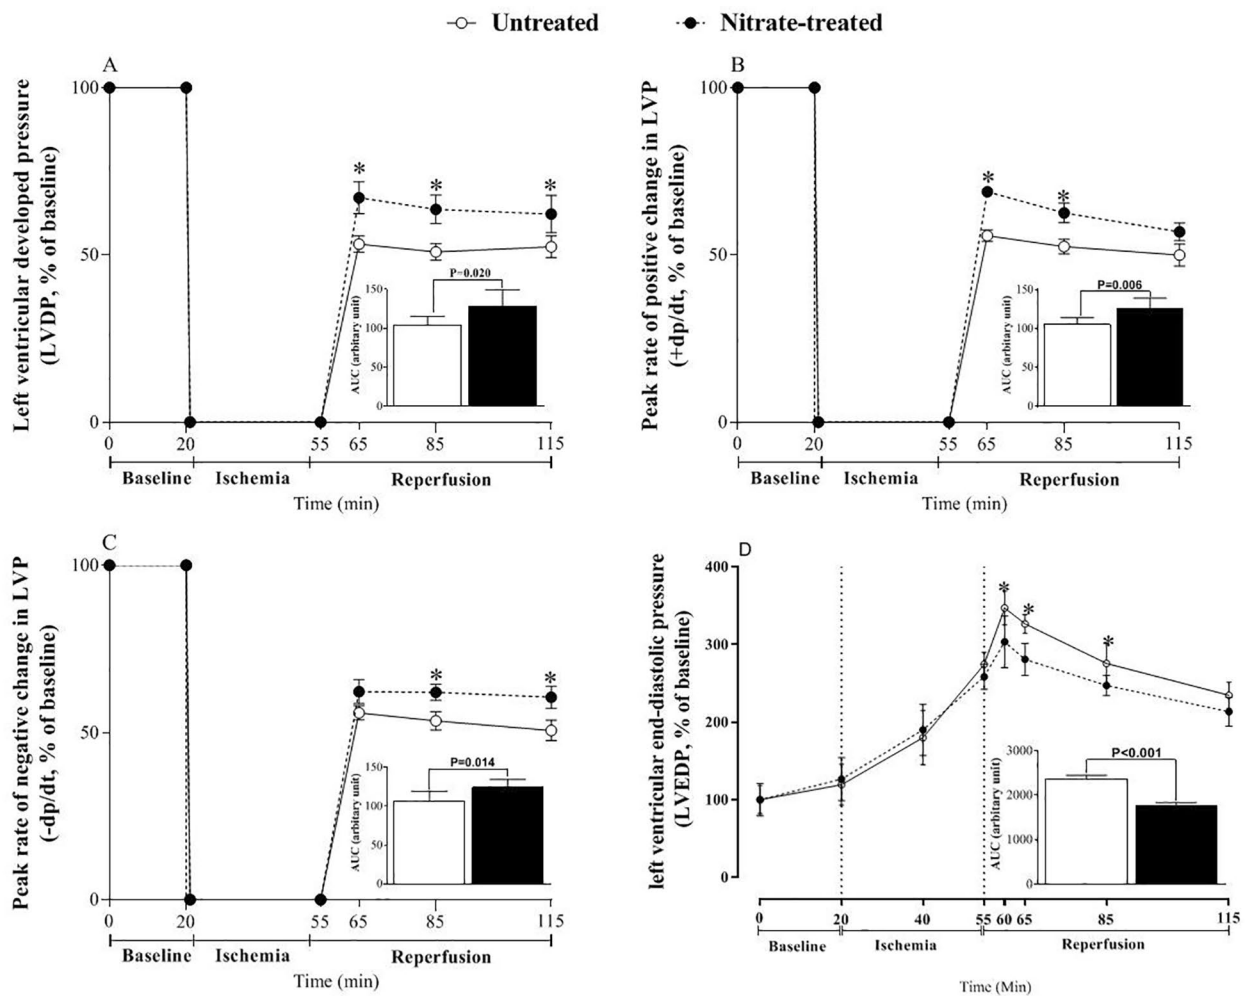 Untreated
Nitrate-treated
A
Left ventricular developed pressure
(LVDP, % of baseline)
100
50
0
*
*
*
P=0.020
AUC (arbitary unit)
150
100
50
0
0 20 55 65 85 115
Baseline Ischemia Reperfusion
Time (min)
B
Peak rate of positive change in LVP
(+dp/dt, % of baseline)
100
50
0
*
*
P=0.006
AUC (arbitary unit)
150
100
50
0
0 20 55 65 85 115
Baseline Ischemia Reperfusion
Time (min)
C
Peak rate of negative change in LVP
(-dp/dt, % of baseline)
100
50
0
*
*
P=0.014
AUC (arbitary unit)
150
100
50
0
0 20 55 65 85 115
Baseline Ischemia Reperfusion
Time (min)
D
left ventricular end-diastolic pressure
(LVEDP, % of baseline)
400
300
200
100
0
*
*
*
P<0.001
AUC (arbitary unit)
3000
2000
1000
0
0 20 40 55 60 65 85 115
Baseline Ischemia Reperfusion
Time (Min)